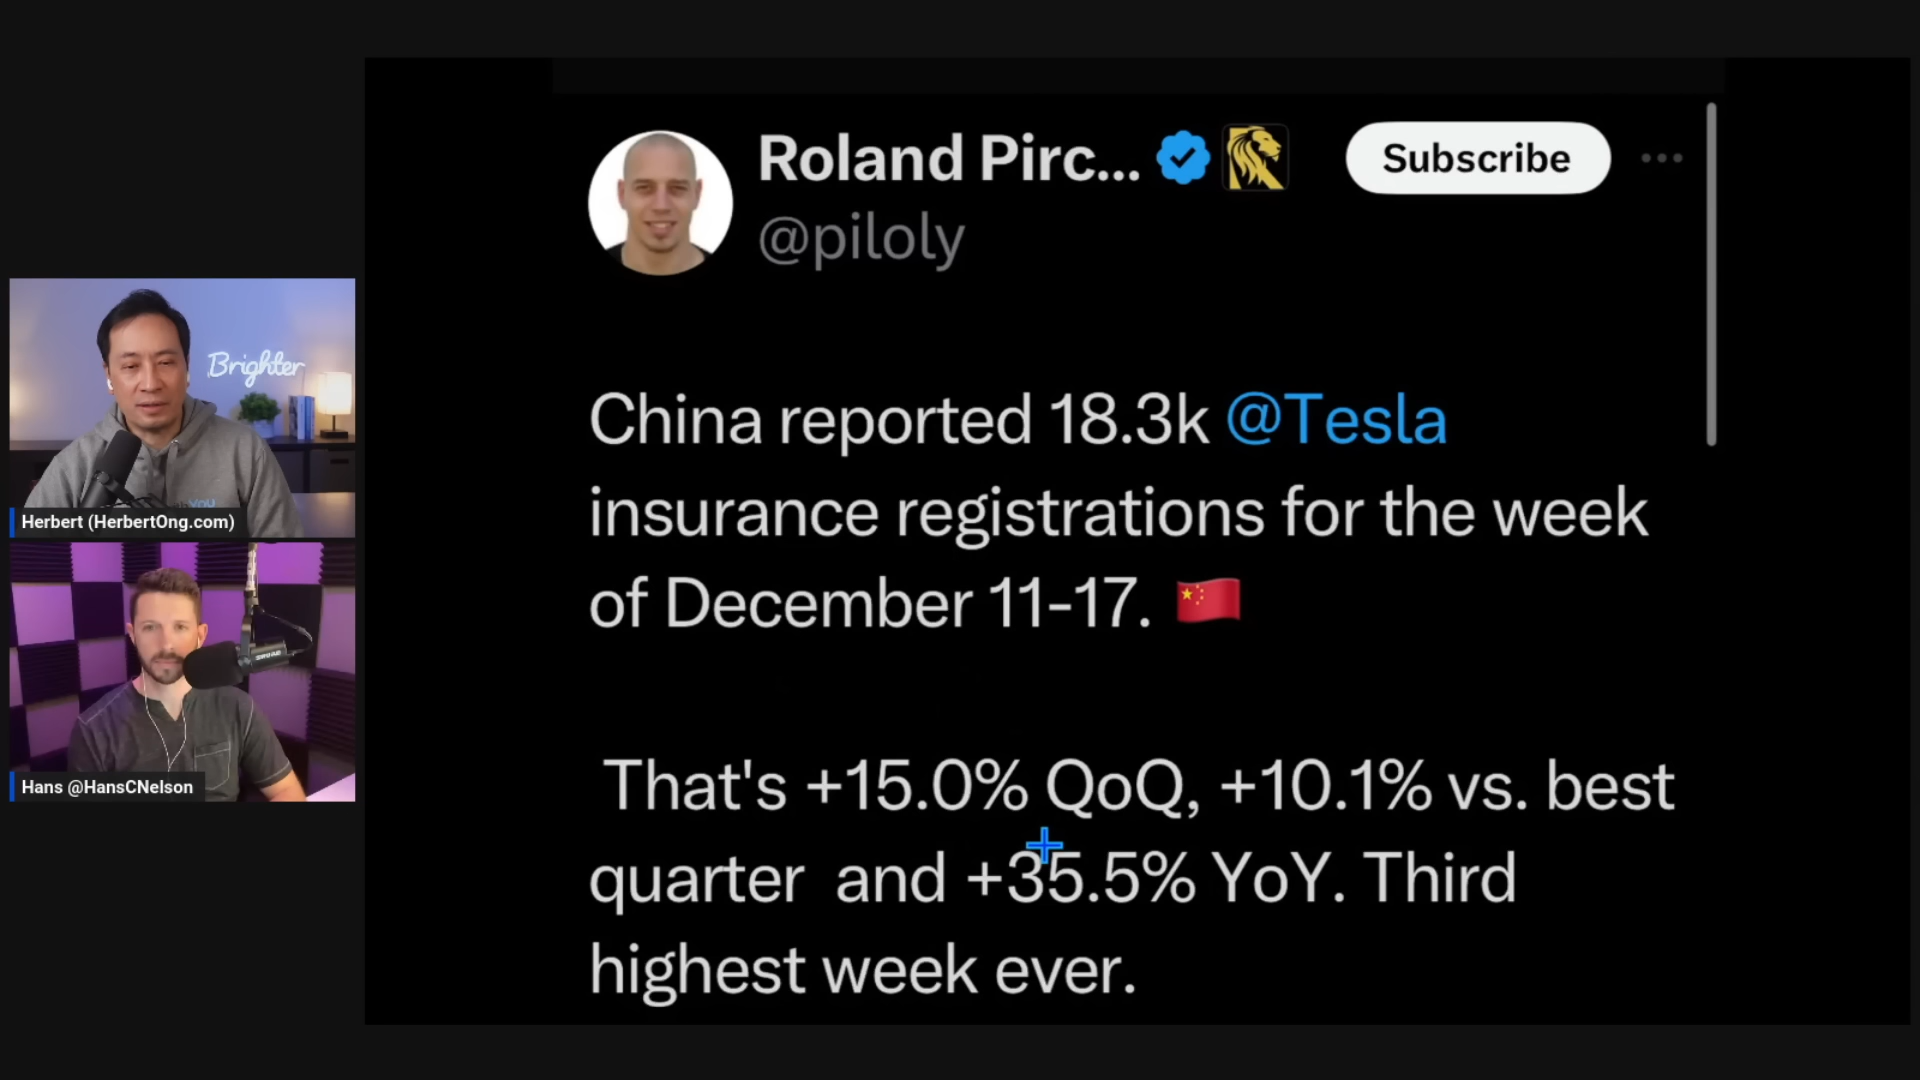 Roland Pirc...
Subscribe
@piloly
China reported 18.3k @Tesla
insurance registrations for the week
of December 11-17. 🇨🇳
That's +15.0% QoQ, +10.1% vs. best
quarter and +35.5% YoY. Third
highest week ever.
Brighter
YOU
Herbert (HerbertOng.com)
Hans @HansCNelson